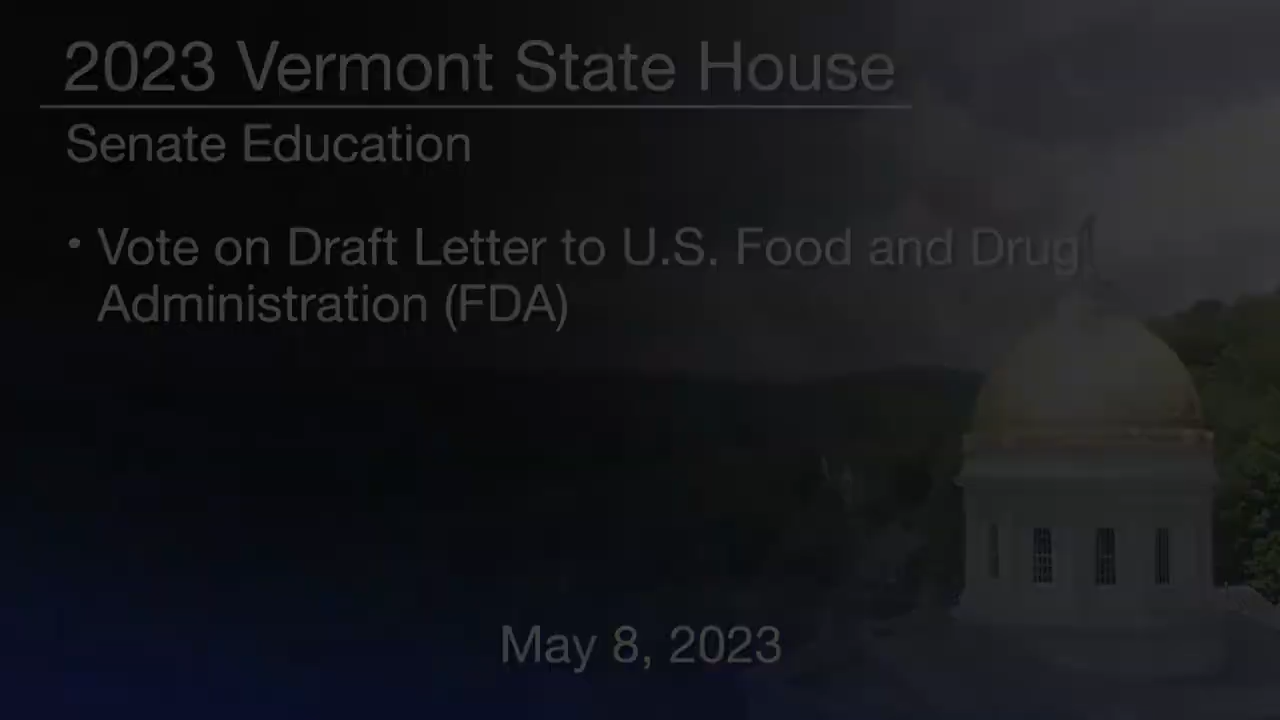 2023 Vermont State House
Senate Education
• Vote on Draft Letter to U.S. Food and Drug
Administration (FDA)
May 8, 2023